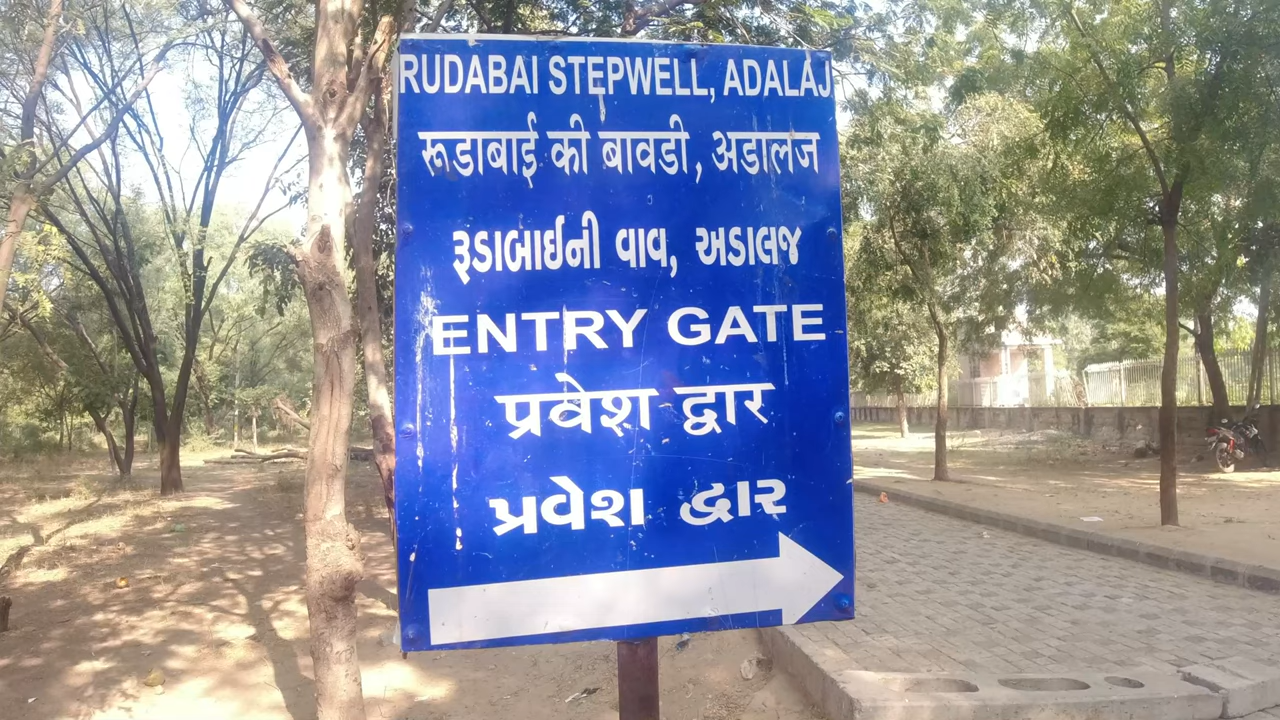 RUDABAI STEPWELL, ADALAJ
रूडाबाई की बावडी, अडालज
રૂડાબાઈની વાવ, અડાલજ
ENTRY GATE
प्रवेश द्वार
પ્રવેશ દ્વાર